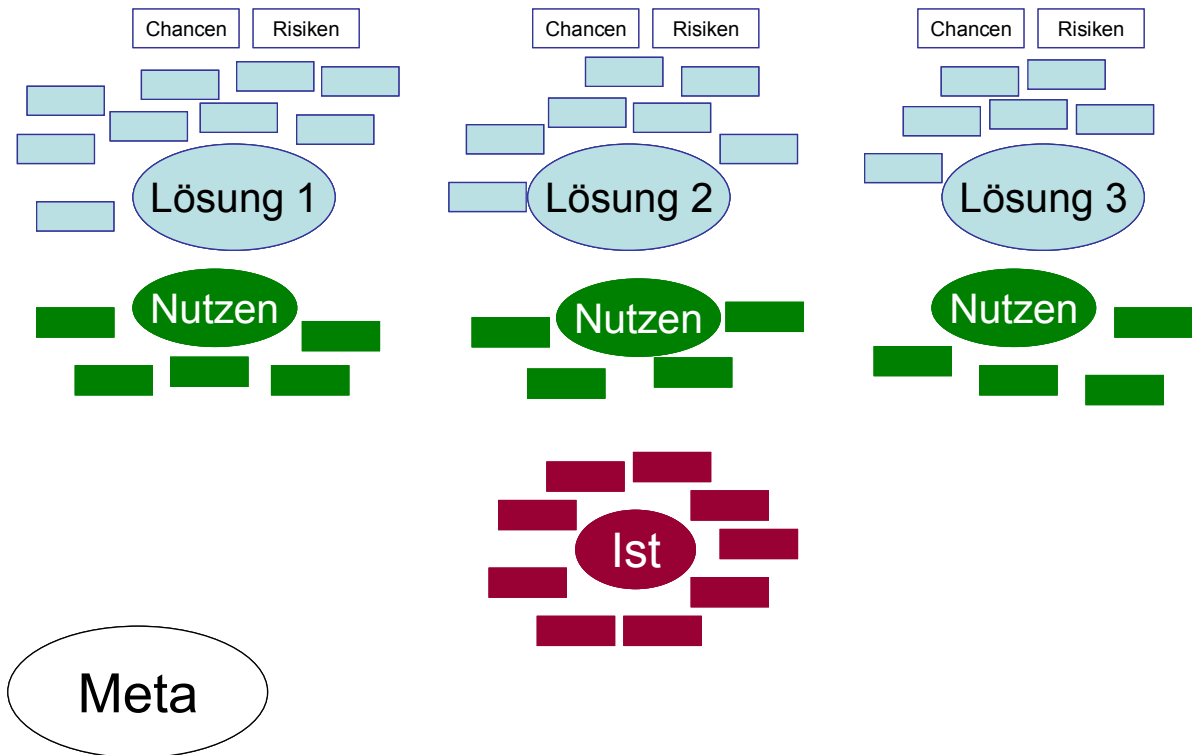 Chancen Risiken
Chancen Risiken
Chancen Risiken
Lösung 1
Lösung 2
Lösung 3
Nutzen
Nutzen
Nutzen
Ist
Meta